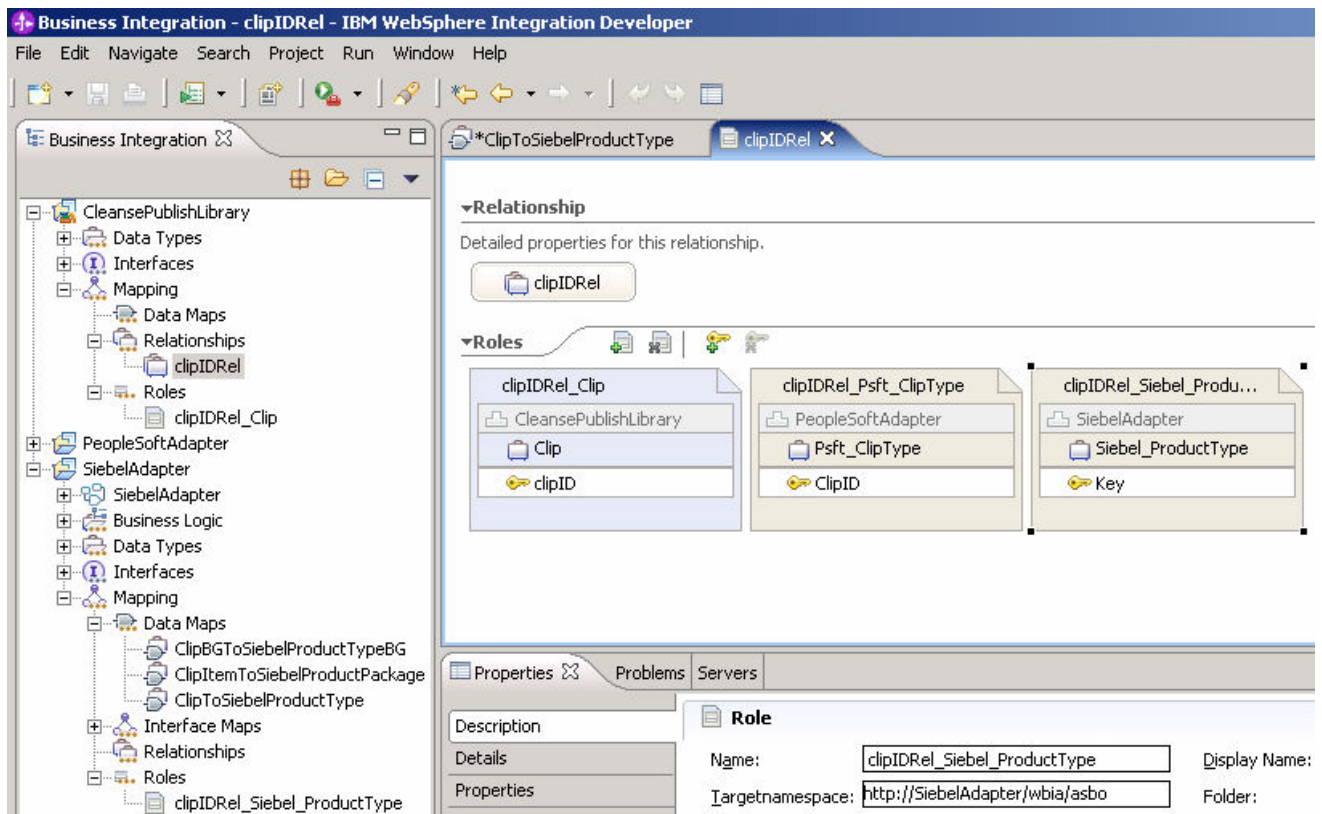 Business Integration - clipIDRel - IBM WebSphere Integration Developer
File Edit Navigate Search Project Run Window Help
Business Integration
CleansePublishLibrary
Data Types
Interfaces
Mapping
Data Maps
Relationships
clipIDRel
Roles
clipIDRel_Clip
PeopleSoftAdapter
SiebelAdapter
SiebelAdapter
Business Logic
Data Types
Interfaces
Mapping
Data Maps
ClipBGToSiebelProductTypeBG
ClipItemToSiebelProductPackage
ClipToSiebelProductType
Interface Maps
Relationships
Roles
clipIDRel_Siebel_ProductType
*ClipToSiebelProductType
clipIDRel
Relationship
Detailed properties for this relationship.
clipIDRel
Roles
clipIDRel_Clip
CleansePublishLibrary
Clip
clipID
clipIDRel_Psft_ClipType
PeopleSoftAdapter
Psft_ClipType
ClipID
clipIDRel_Siebel_Produ...
SiebelAdapter
Siebel_ProductType
Key
Properties Problems Servers
Description
Details
Properties
Role
Name: clipIDRel_Siebel_ProductType Display Name:
Targetnamespace: http://SiebelAdapter/wbia/asbo Folder: